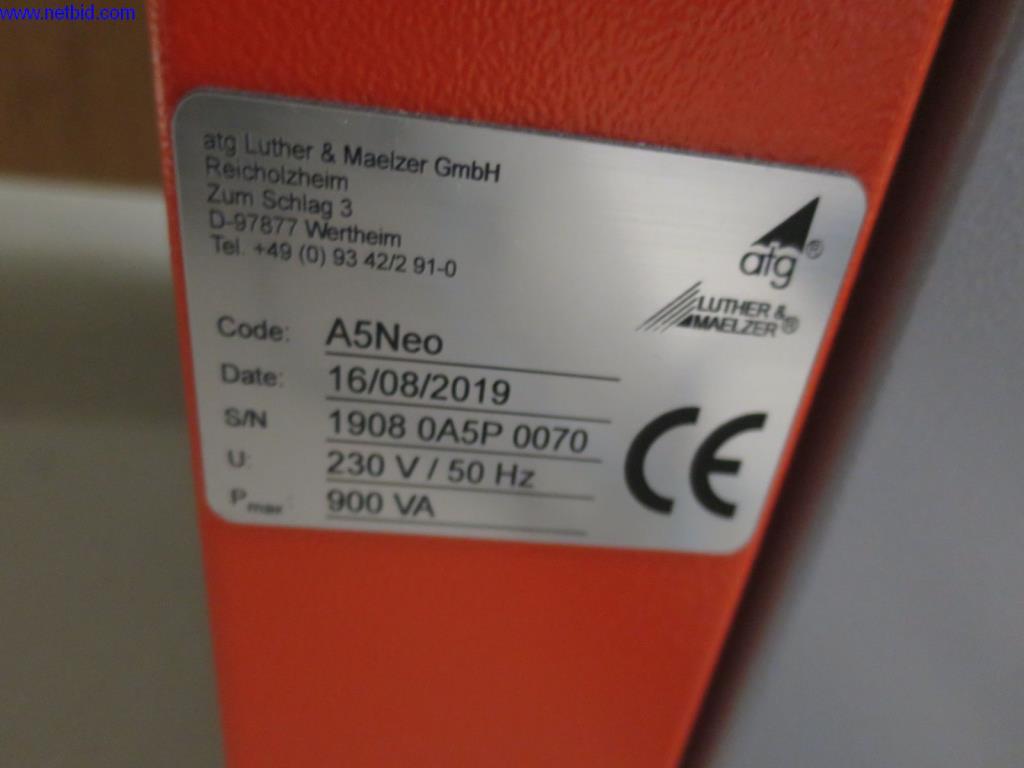 www.netbid.com
atg Luther & Maelzer GmbH
Reicholzheim
Zum Schlag 3
D-97877 Wertheim
Tel. +49 (0) 93 42/2 91-0
atg®
LUTHER &
MAELZER®
Code: A5Neo
Date: 16/08/2019
S/N 1908 0A5P 0070
U: 230 V / 50 Hz
Pmax: 900 VA
CE